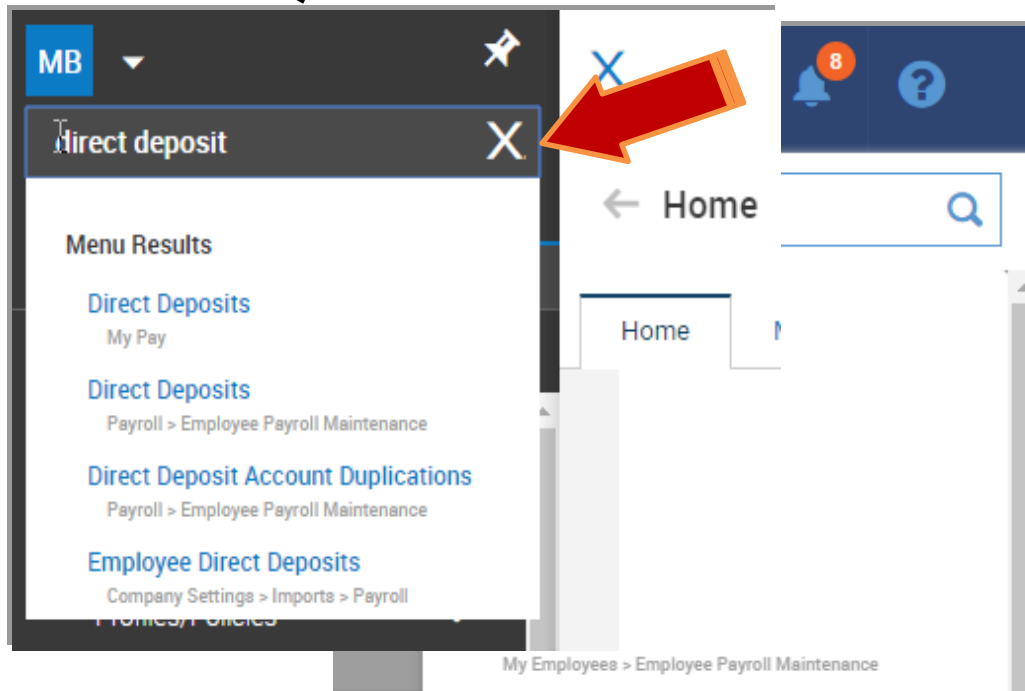 MB
X
8
direct deposit
X
Home
Menu Results
Direct Deposits
My Pay
Home
Direct Deposits
Payroll > Employee Payroll Maintenance
Direct Deposit Account Duplications
Payroll > Employee Payroll Maintenance
Employee Direct Deposits
Company Settings > Imports > Payroll
My Employees > Employee Payroll Maintenance